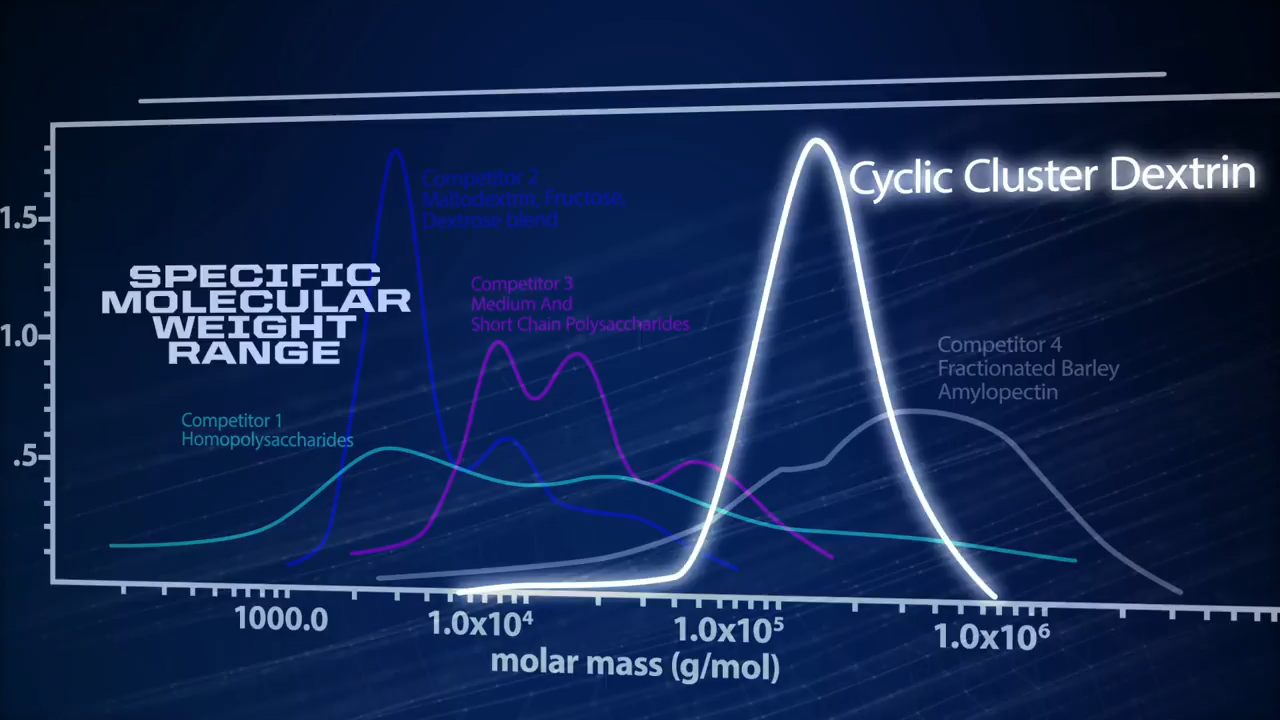 Cyclic Cluster Dextrin
Competitor 2
Maltodextrin, Fructose,
Dextrose blend
1.5
SPECIFIC
MOLECULAR
WEIGHT
RANGE
Competitor 3
Medium And
Short Chain Polysaccharides
1.0
Competitor 4
Fractionated Barley
Amylopectin
Competitor 1
Homopolysaccharides
.5
1000.0 1.0x10⁴ 1.0x10⁵ 1.0x10⁶
molar mass (g/mol)